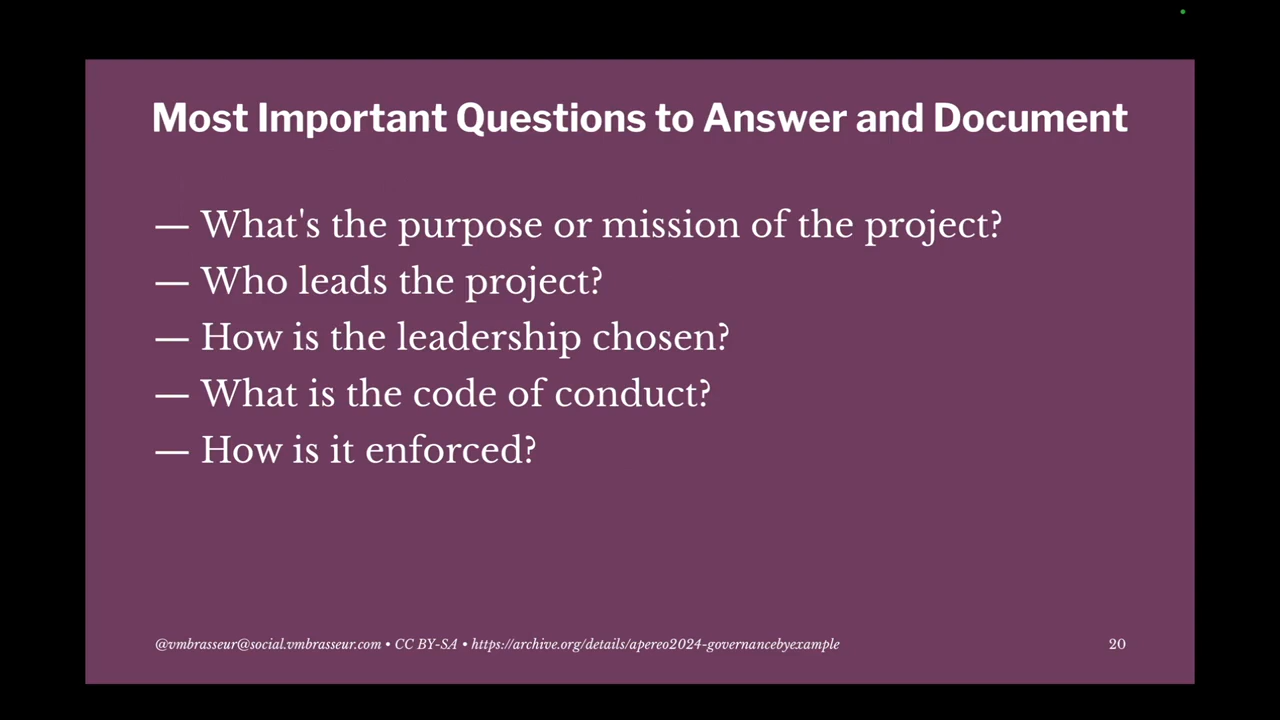 Most Important Questions to Answer and Document
— What's the purpose or mission of the project?
— Who leads the project?
— How is the leadership chosen?
— What is the code of conduct?
— How is it enforced?
@vmbrasseur@social.vmbrasseur.com • CC BY-SA • https://archive.org/details/apereo2024-governancebyexample 20